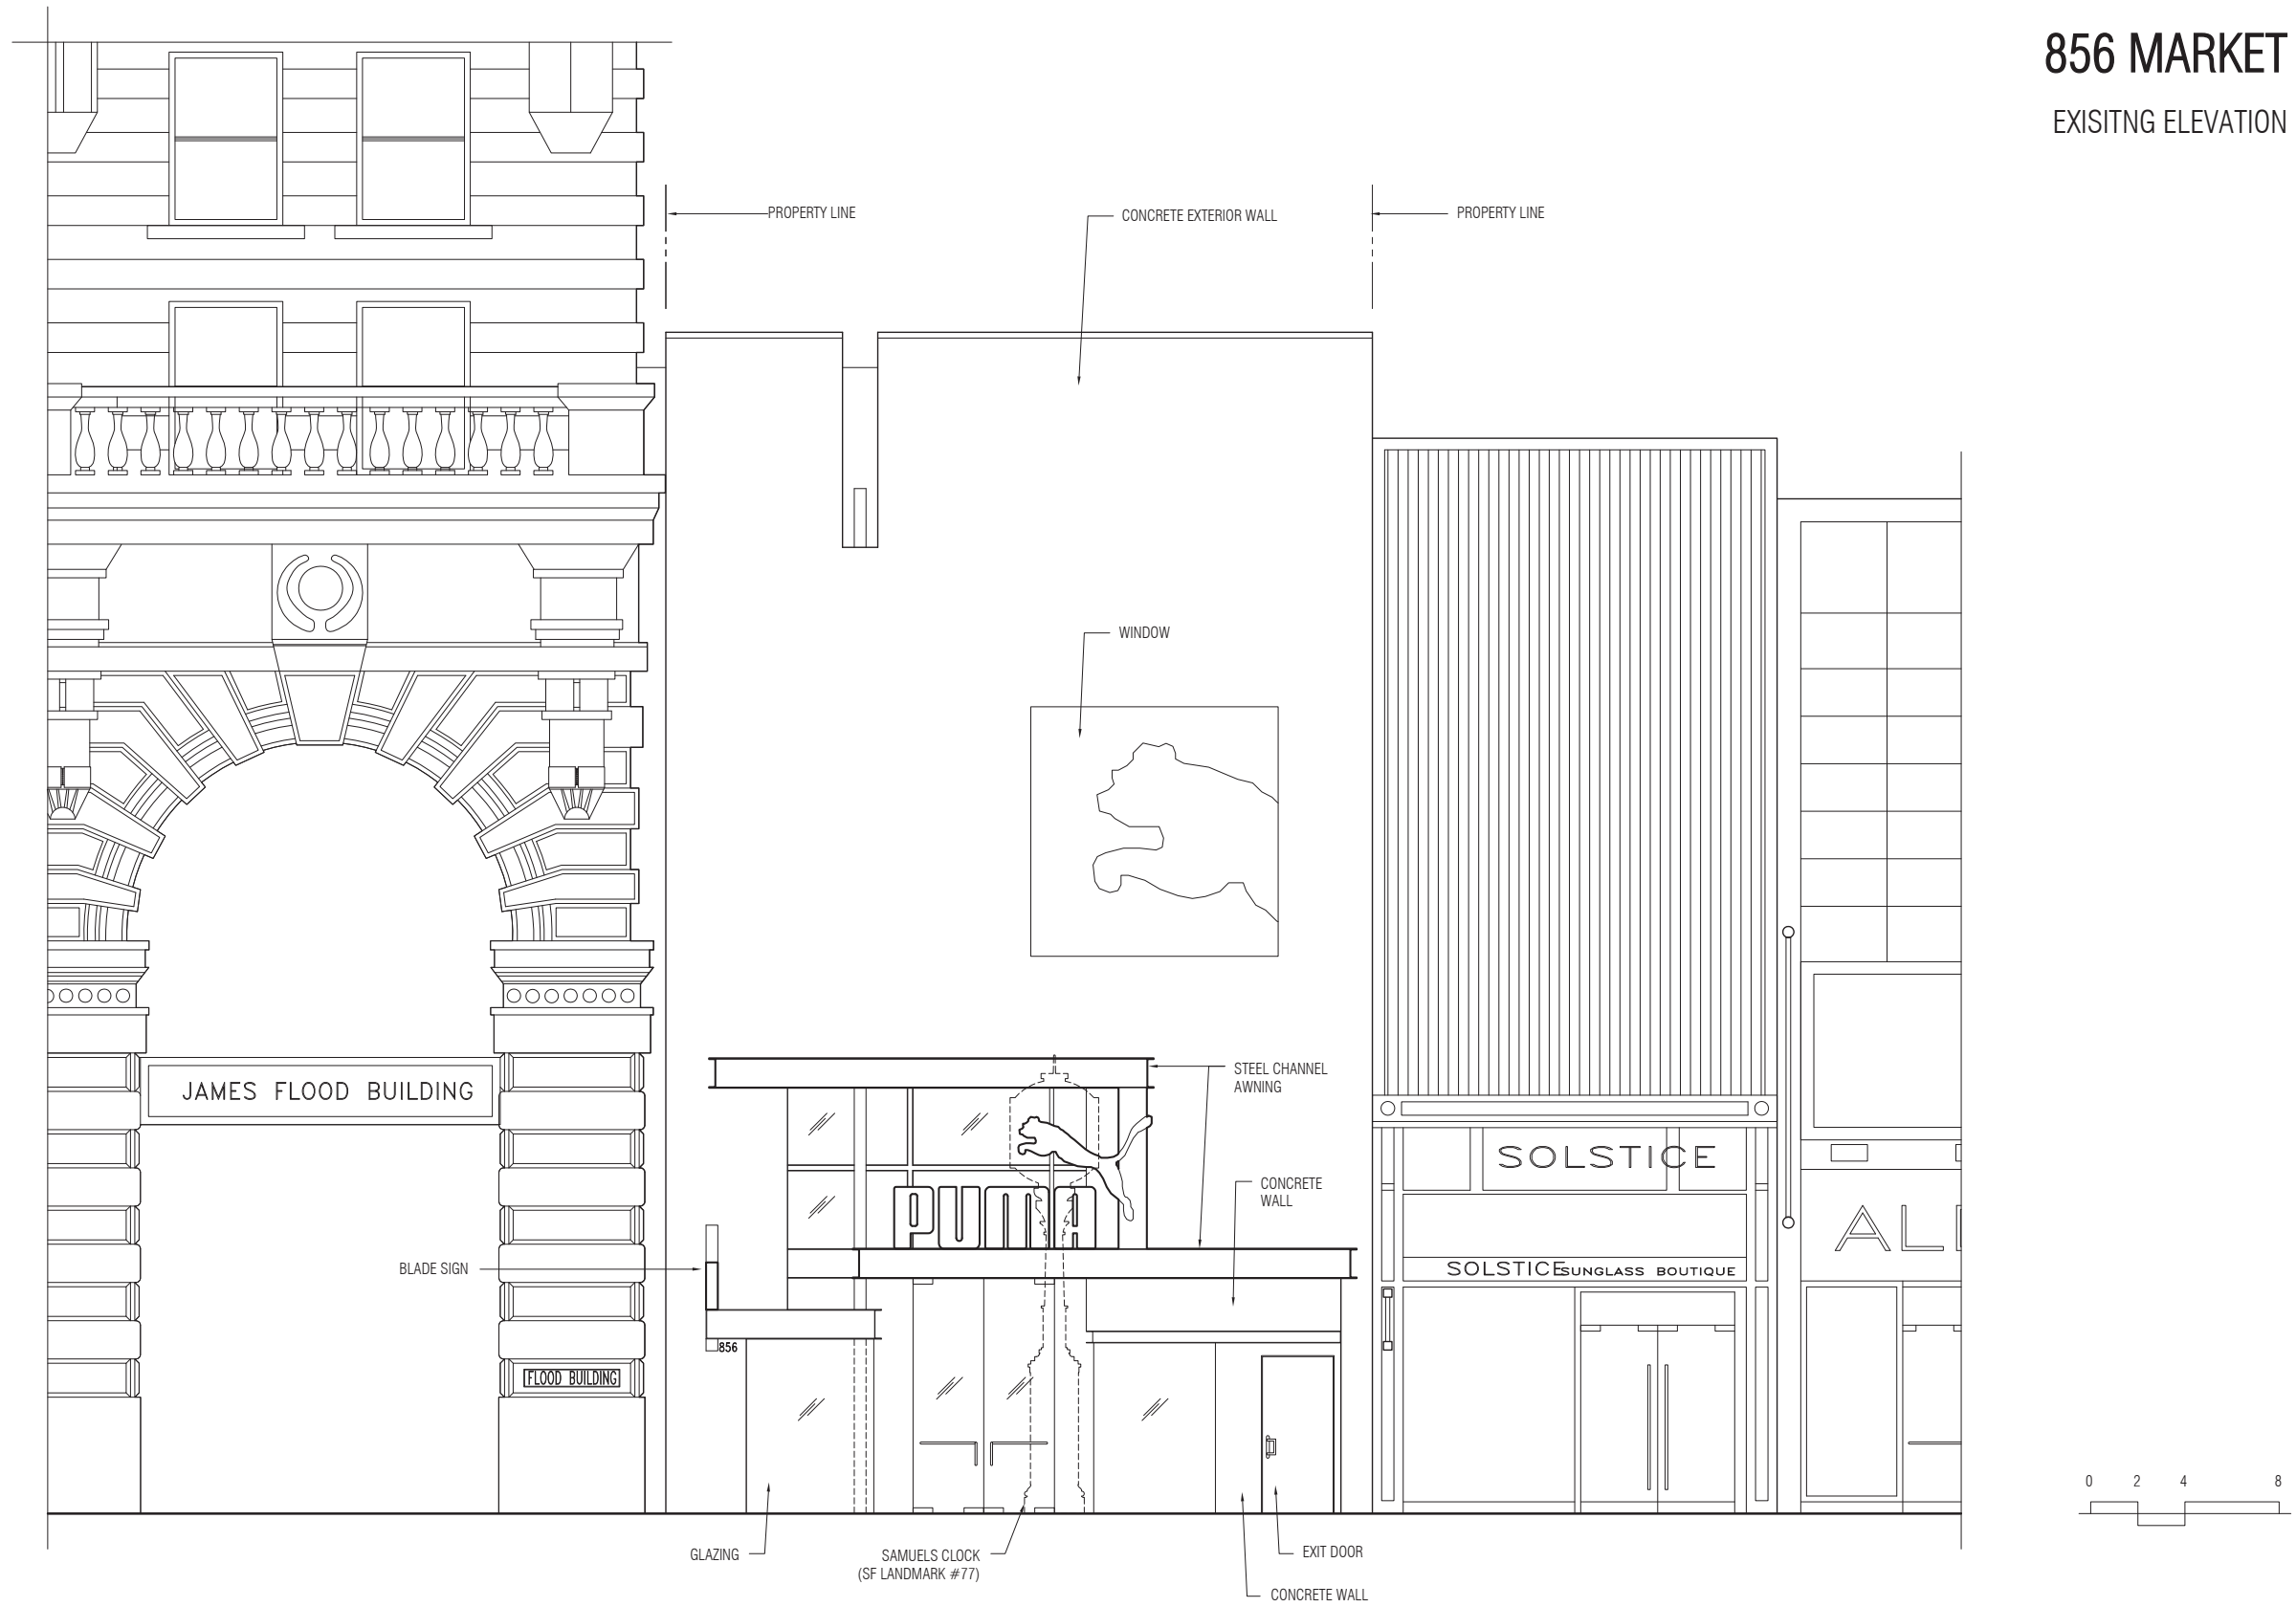 856 MARKET
EXISITNG ELEVATION
PROPERTY LINE
CONCRETE EXTERIOR WALL
PROPERTY LINE
WINDOW
STEEL CHANNEL
AWNING
JAMES FLOOD BUILDING
SOLSTICE
CONCRETE
WALL
PUMA
ALL
BLADE SIGN
SOLSTICE SUNGLASS BOUTIQUE
856
FLOOD BUILDING
0 2 4 8
GLAZING
SAMUELS CLOCK
(SF LANDMARK #77)
EXIT DOOR
CONCRETE WALL